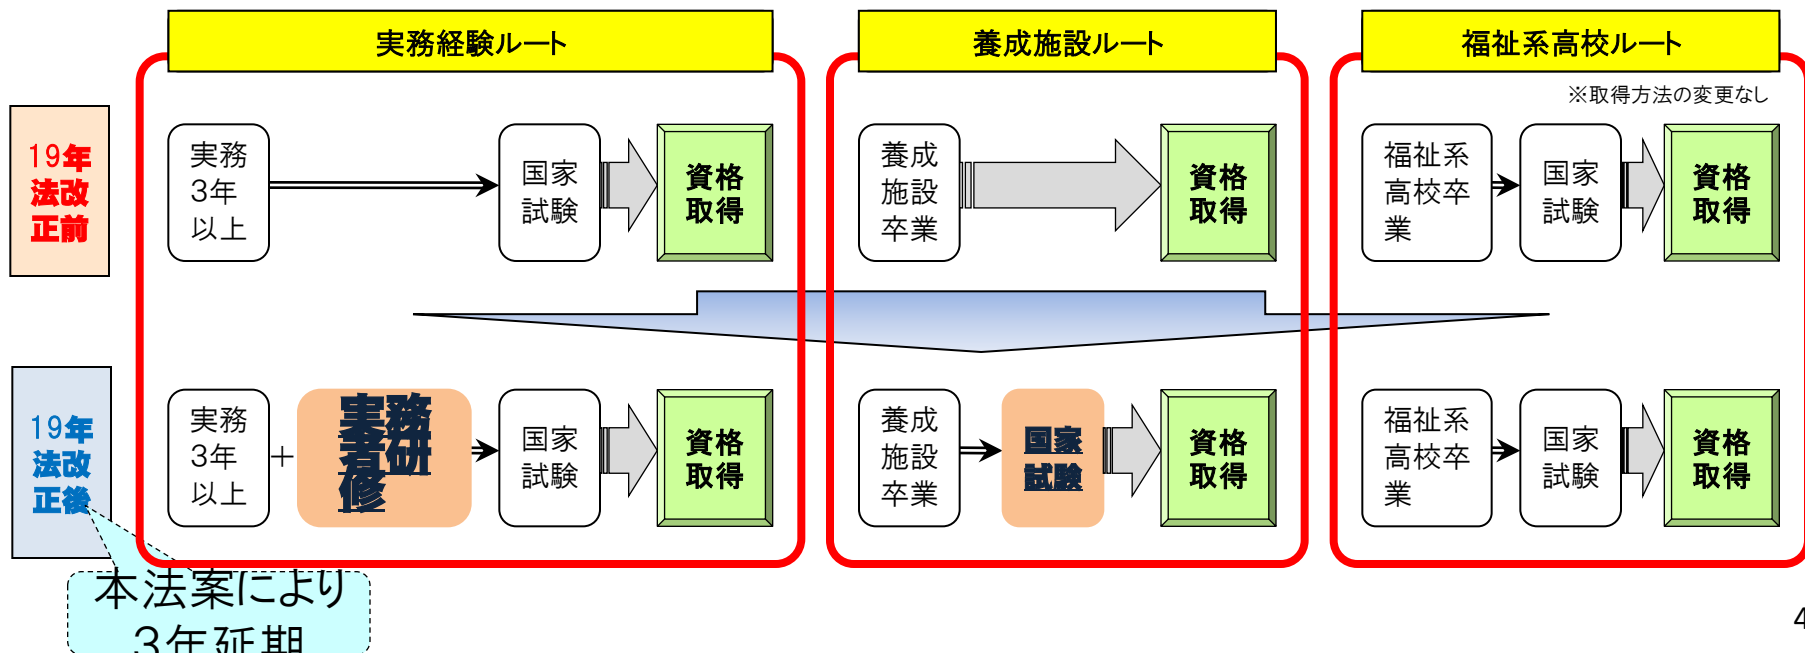 実務経験ルート
養成施設ルート
福祉系高校ルート
※取得方法の変更なし
19年
法改
正前
実務
3年
以上
国家
試験
資格
取得
養成
施設
卒業
資格
取得
福祉系
高校卒
業
国家
試験
資格
取得
19年
法改
正後
実務
3年
以上
+
実務
者研
修
国家
試験
資格
取得
養成
施設
卒業
国家
試験
資格
取得
福祉系
高校卒
業
国家
試験
資格
取得
本法案により
3年延期
4